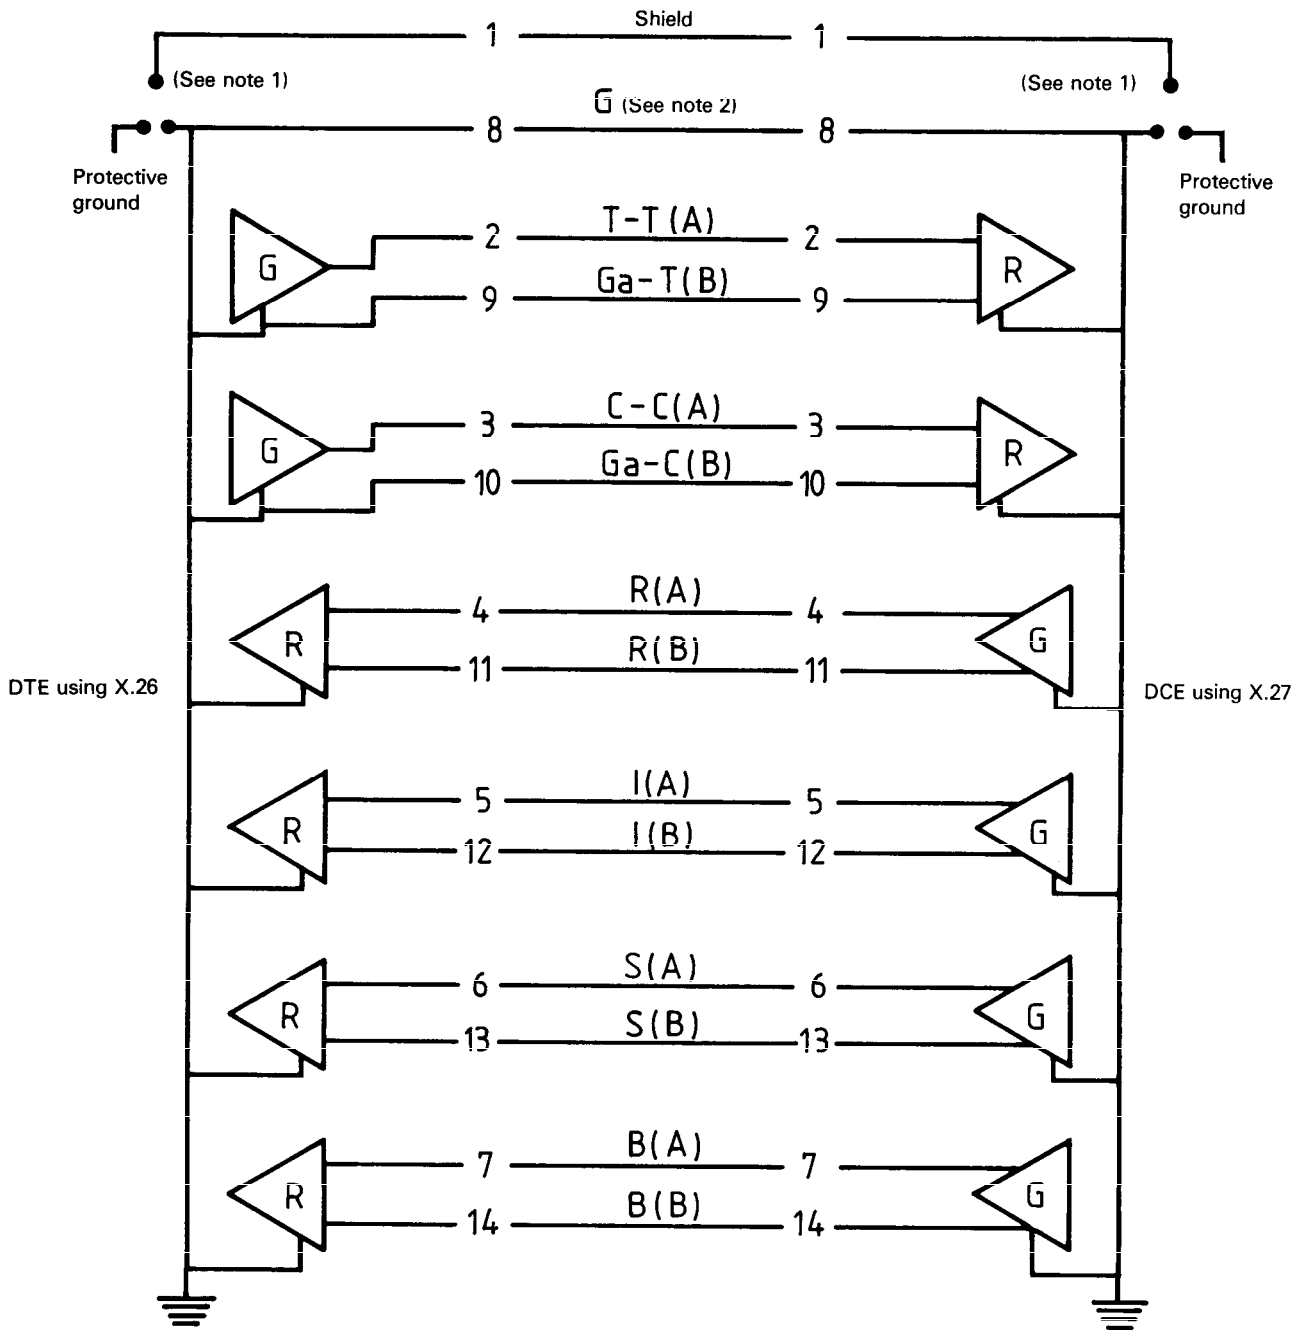 Shield
1 1
(See note 1) (See note 1)
G (See note 2)
8 8
Protective
ground
Protective
ground
T-T(A)
2 2
G R
Ga-T(B)
9 9
C-C(A)
3 3
G R
Ga-C(B)
10 10
R(A)
4 4
R G
R(B)
11 11
DTE using X.26 DCE using X.27
I(A)
5 5
R G
I(B)
12 12
S(A)
6 6
R G
S(B)
13 13
B(A)
7 7
R G
B(B)
14 14